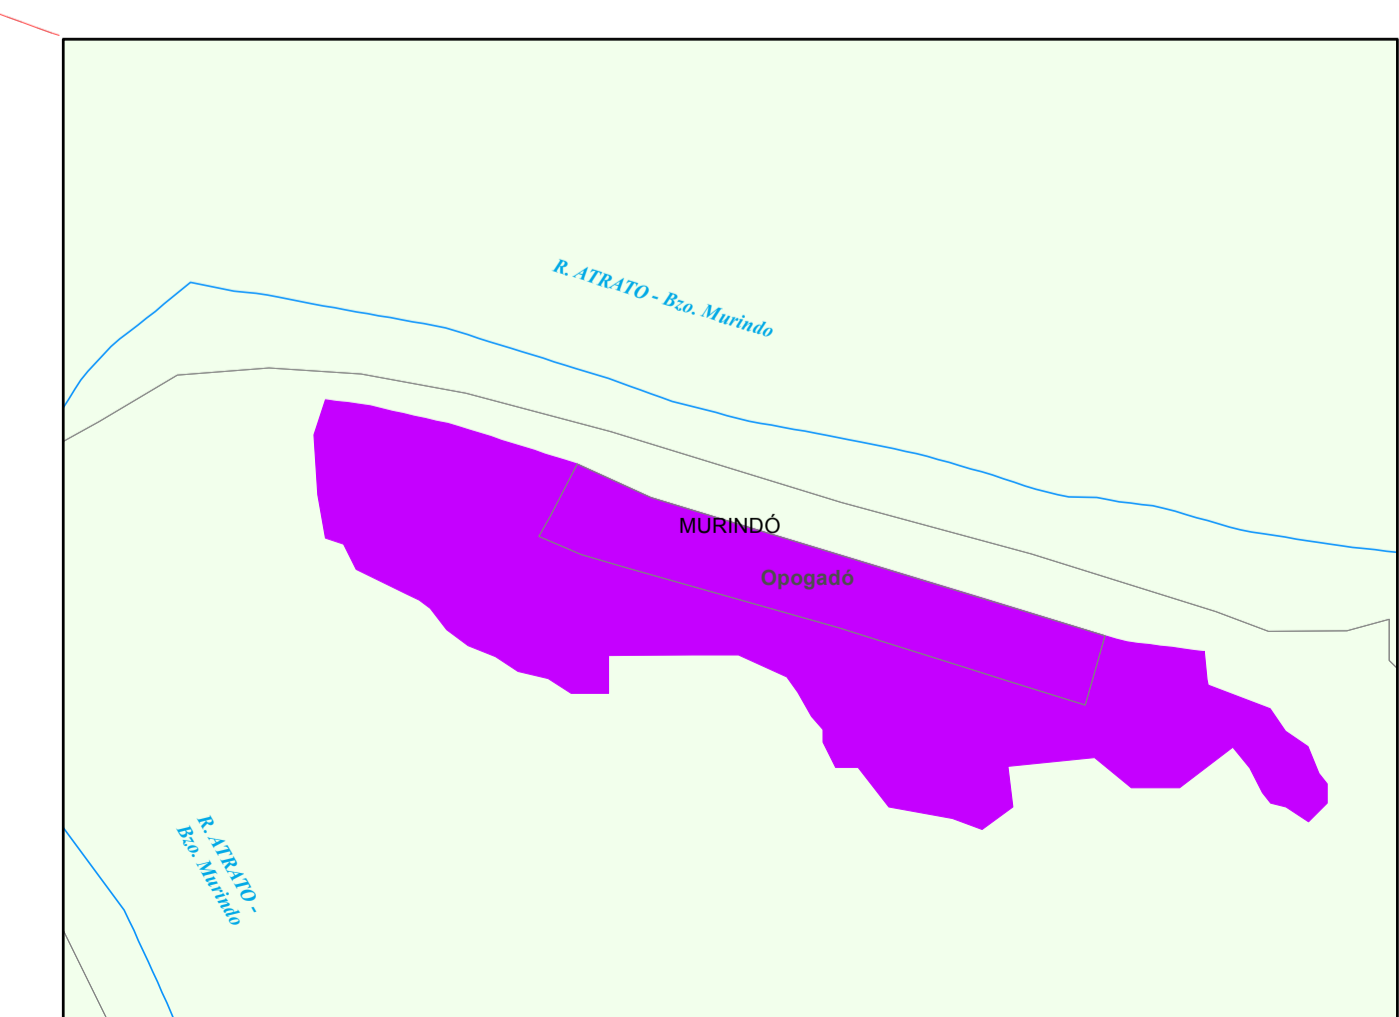 R. ATRATO - Bzo. Murindo
MURINDÓ
Opogadó
R. ATRATO -
Bzo. Murindo